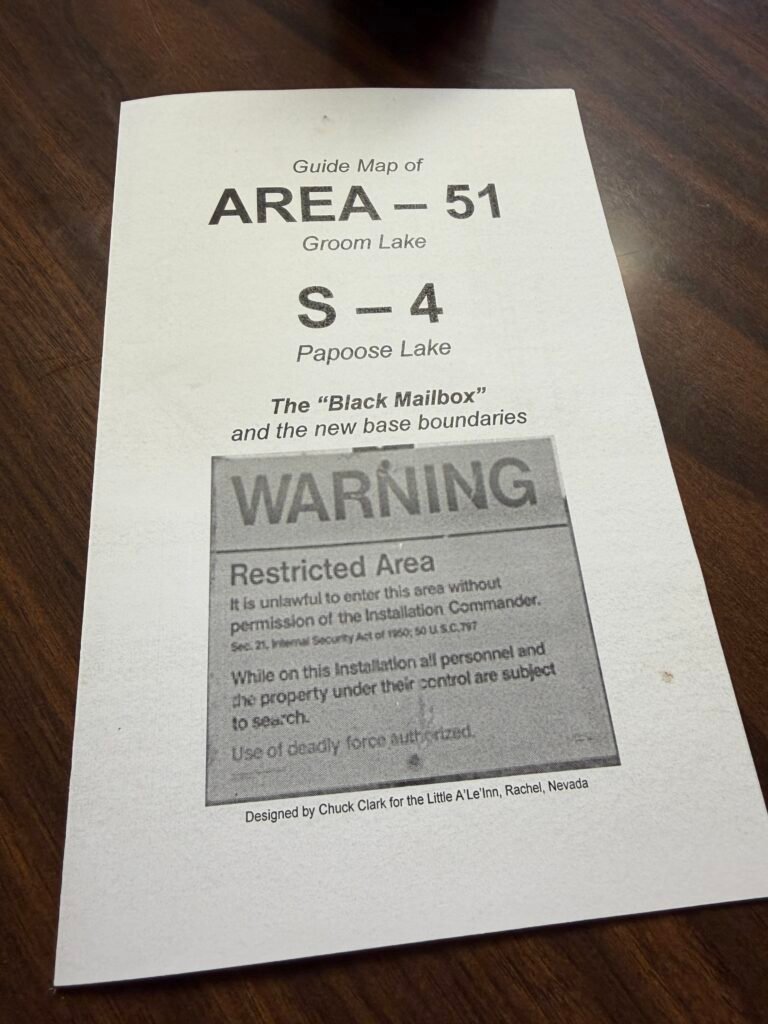 Guide Map of
AREA – 51
Groom Lake
S – 4
Papoose Lake
The “Black Mailbox”
and the new base boundaries
WARNING
Restricted Area
It is unlawful to enter this area without
permission of the Installation Commander.
Sec. 21, Internal Security Act of 1950; 50 U.S.C. 797
While on this Installation all personnel and
the property under their control are subject
to search.
Use of deadly force authorized.
Designed by Chuck Clark for the Little A'Le'Inn, Rachel, Nevada